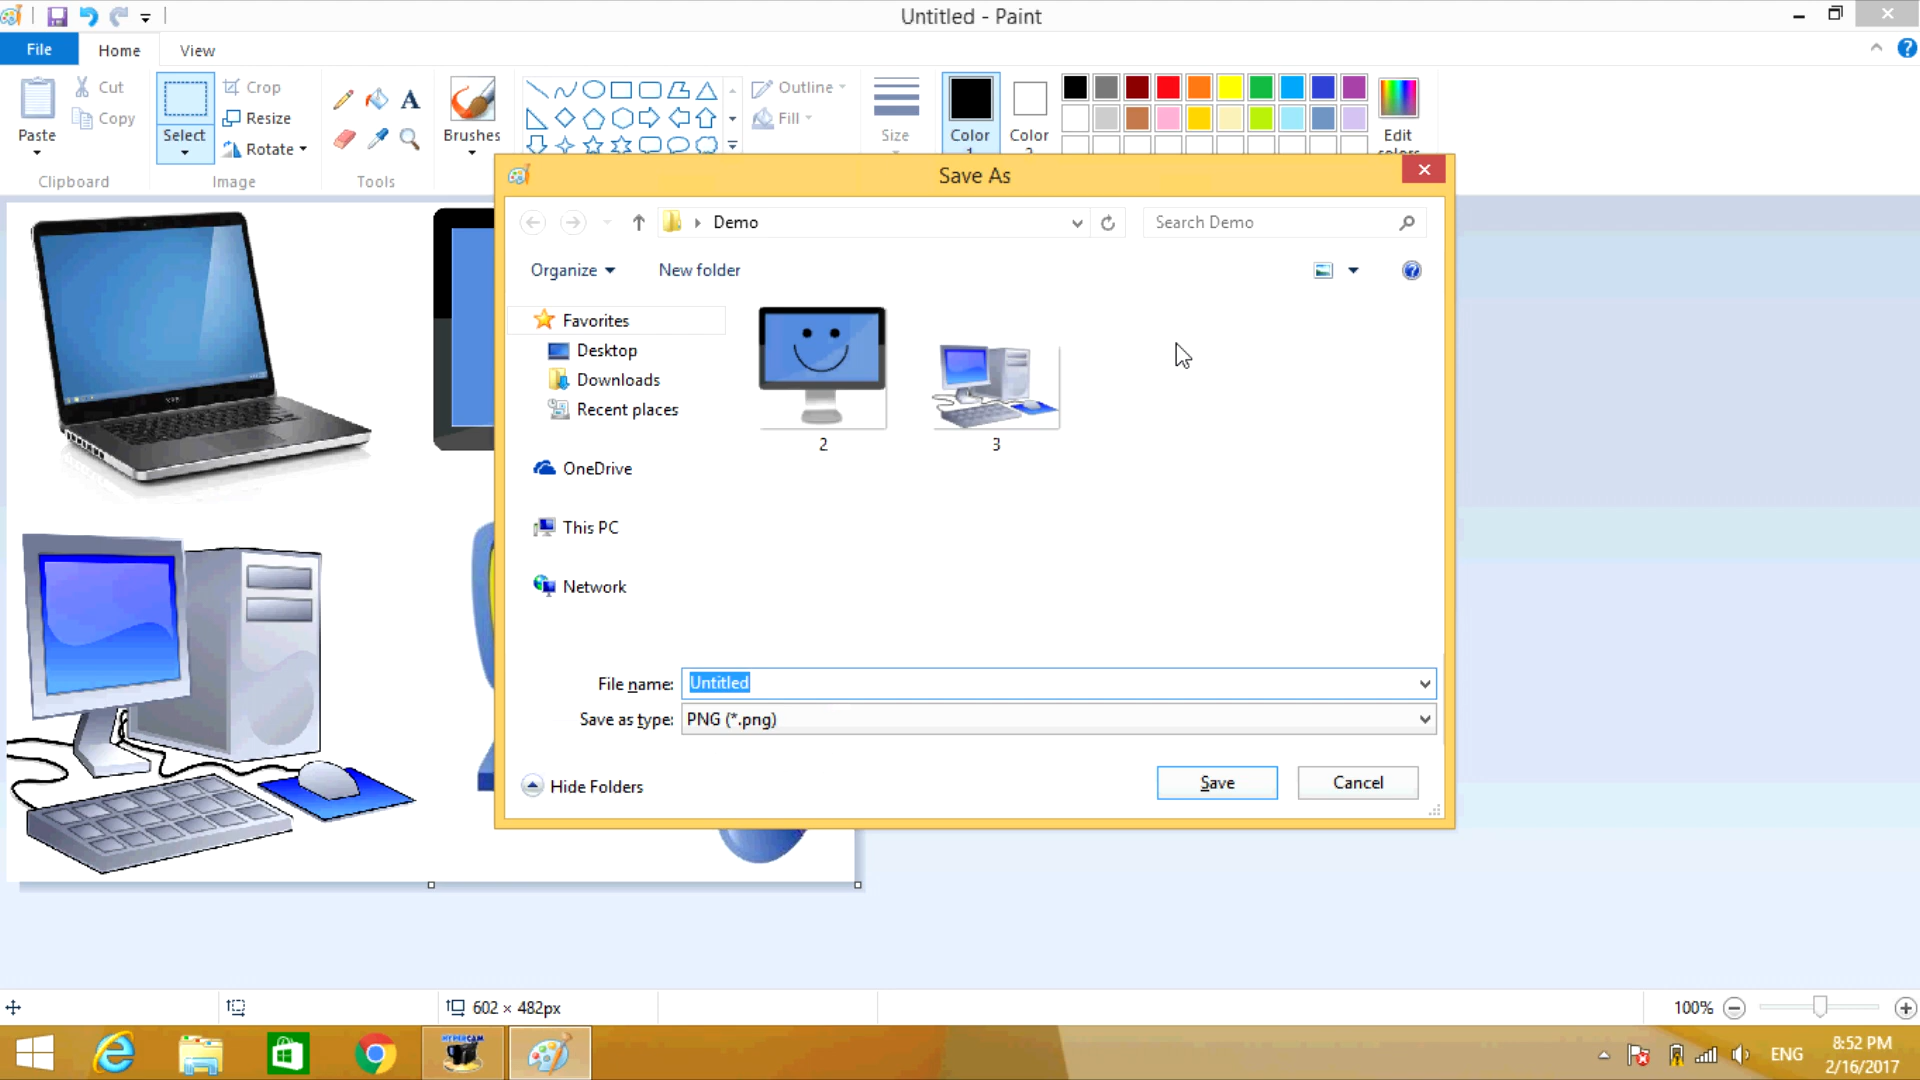 Untitled - Paint
File
Home
View
Paste
Cut
Copy
Clipboard
Select
Crop
Resize
Rotate
Image
A
Tools
Brushes
Outline
Fill
Size
Color
1
Color
2
Edit
colors
Save As
Demo
Search Demo
Organize
New folder
Favorites
Desktop
Downloads
Recent places
OneDrive
This PC
Network
2
3
File name:
Untitled
Save as type:
PNG (*.png)
Hide Folders
Save
Cancel
602 × 482px
100%
HYPERCAM
ENG
8:52 PM
2/16/2017